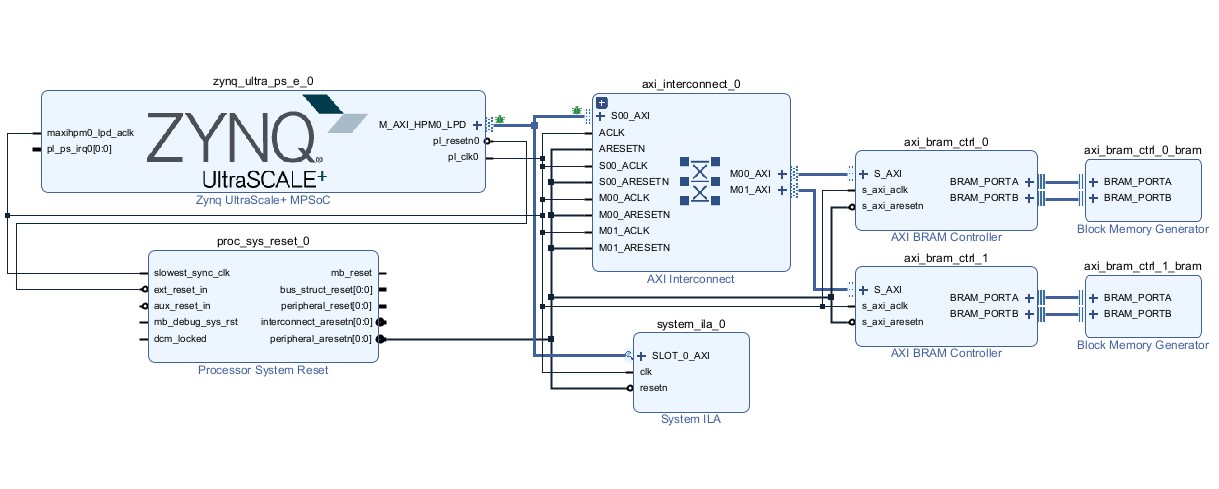 zynq_ultra_ps_e_0
maxihpm0_lpd_aclk
pl_ps_irq0[0:0]
ZYNQ®
UltraSCALE+
M_AXI_HPM0_LPD
pl_resetn0
pl_clk0
Zynq UltraScale+ MPSoC
proc_sys_reset_0
slowest_sync_clk
ext_reset_in
aux_reset_in
mb_debug_sys_rst
dcm_locked
mb_reset
bus_struct_reset[0:0]
peripheral_reset[0:0]
interconnect_aresetn[0:0]
peripheral_aresetn[0:0]
Processor System Reset
axi_interconnect_0
S00_AXI
ACLK
ARESETN
S00_ACLK
S00_ARESETN
M00_ACLK
M00_ARESETN
M01_ACLK
M01_ARESETN
M00_AXI
M01_AXI
AXI Interconnect
system_ila_0
SLOT_0_AXI
clk
resetn
System ILA
axi_bram_ctrl_0
S_AXI
s_axi_aclk
s_axi_aresetn
BRAM_PORTA
BRAM_PORTB
AXI BRAM Controller
axi_bram_ctrl_0_bram
BRAM_PORTA
BRAM_PORTB
Block Memory Generator
axi_bram_ctrl_1
S_AXI
s_axi_aclk
s_axi_aresetn
BRAM_PORTA
BRAM_PORTB
AXI BRAM Controller
axi_bram_ctrl_1_bram
BRAM_PORTA
BRAM_PORTB
Block Memory Generator